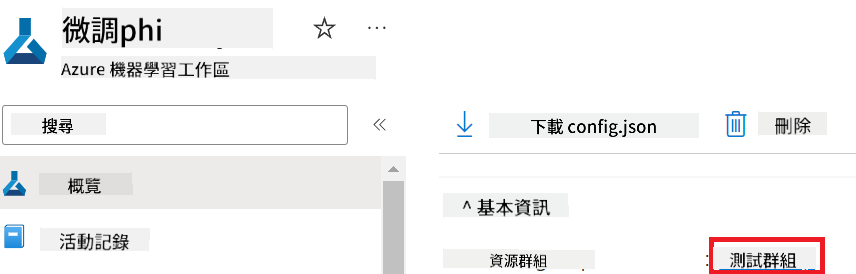 微調phi
Azure 機器學習工作區
搜尋
概覽
活動記錄
下載 config.json
刪除
^ 基本資訊
資源群組 : 測試群組